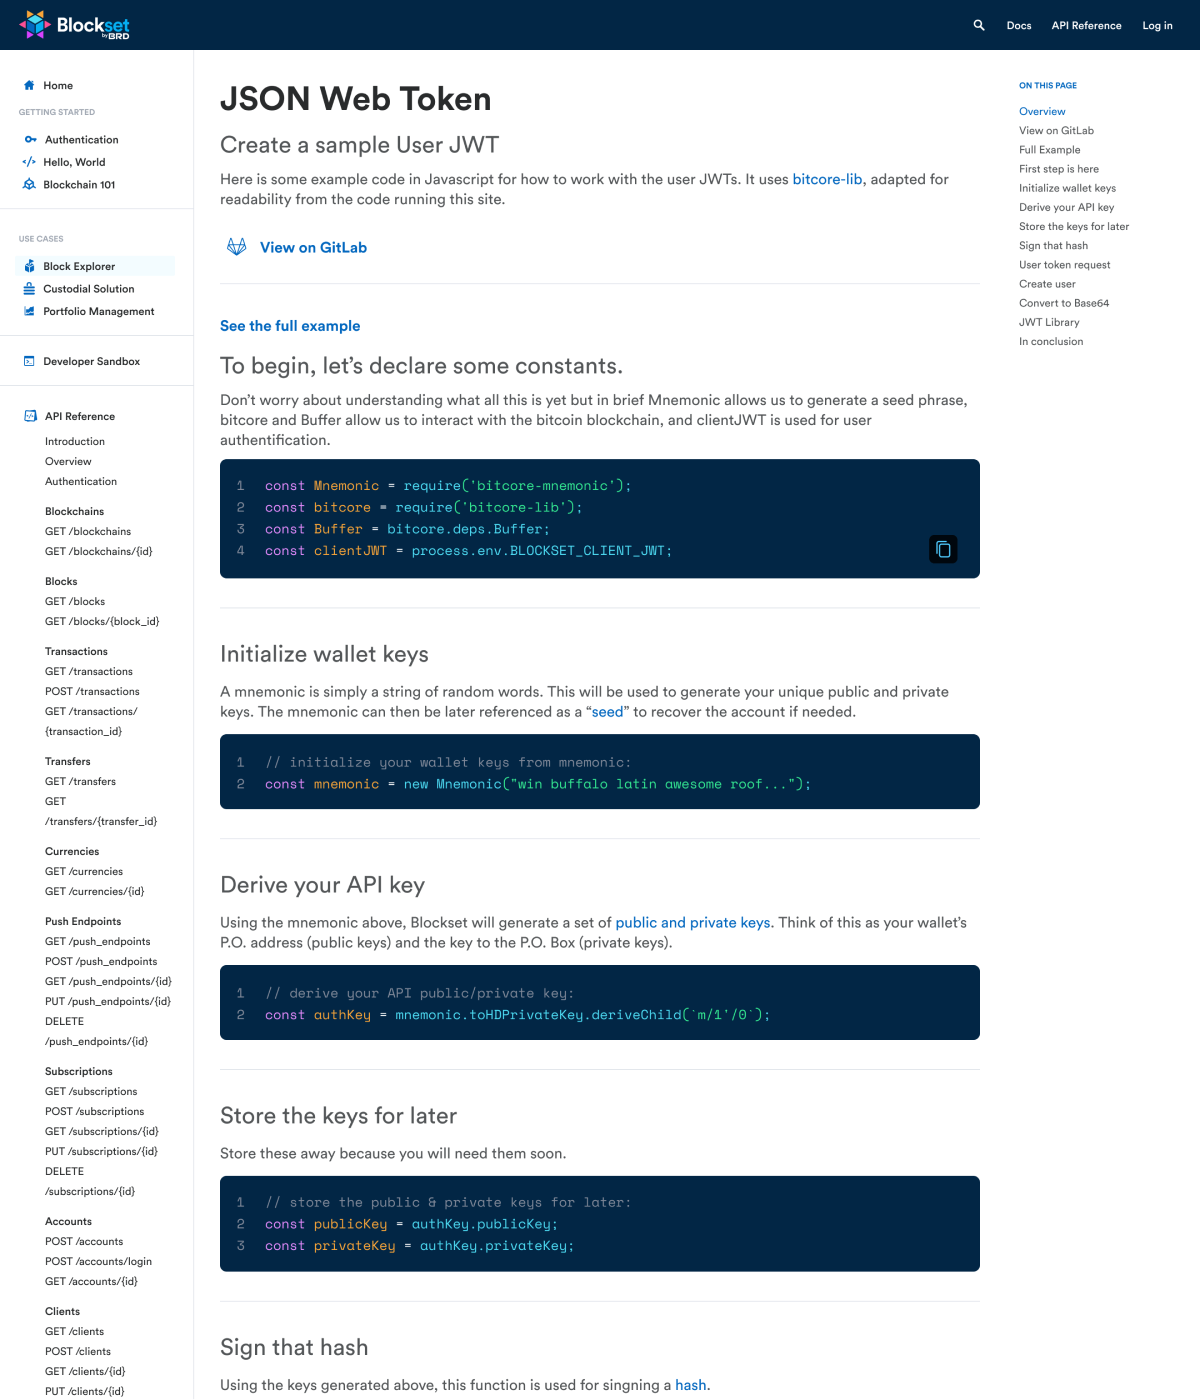 Blockset
by BRD
Docs
API Reference
Log in
Home
GETTING STARTED
Authentication
Hello, World
Blockchain 101
USE CASES
Block Explorer
Custodial Solution
Portfolio Management
Developer Sandbox
API Reference
Introduction
Overview
Authentication
Blockchains
GET /blockchains
GET /blockchains/{id}
Blocks
GET /blocks
GET /blocks/{block_id}
Transactions
GET /transactions
POST /transactions
GET /transactions/
{transaction_id}
Transfers
GET /transfers
GET
/transfers/{transfer_id}
Currencies
GET /currencies
GET /currencies/{id}
Push Endpoints
GET /push_endpoints
POST /push_endpoints
GET /push_endpoints/{id}
PUT /push_endpoints/{id}
DELETE
/push_endpoints/{id}
Subscriptions
GET /subscriptions
POST /subscriptions
GET /subscriptions/{id}
PUT /subscriptions/{id}
DELETE
/subscriptions/{id}
Accounts
POST /accounts
POST /accounts/login
GET /accounts/{id}
Clients
GET /clients
POST /clients
GET /clients/{id}
PUT /clients/{id}
JSON Web Token
Create a sample User JWT
Here is some example code in Javascript for how to work with the user JWTs. It uses bitcore-lib, adapted for
readability from the code running this site.
View on GitLab
See the full example
To begin, let’s declare some constants.
Don’t worry about understanding what all this is yet but in brief Mnemonic allows us to generate a seed phrase,
bitcore and Buffer allow us to interact with the bitcoin blockchain, and clientJWT is used for user
authentification.
1 const Mnemonic = require('bitcore-mnemonic');
2 const bitcore = require('bitcore-lib');
3 const Buffer = bitcore.deps.Buffer;
4 const clientJWT = process.env.BLOCKSET_CLIENT_JWT;
Initialize wallet keys
A mnemonic is simply a string of random words. This will be used to generate your unique public and private
keys. The mnemonic can then be later referenced as a “seed” to recover the account if needed.
1 // initialize your wallet keys from mnemonic:
2 const mnemonic = new Mnemonic("win buffalo latin awesome roof...");
Derive your API key
Using the mnemonic above, Blockset will generate a set of public and private keys. Think of this as your wallet’s
P.O. address (public keys) and the key to the P.O. Box (private keys).
1 // derive your API public/private key:
2 const authKey = mnemonic.toHDPrivateKey.deriveChild(`m/1'/0`);
Store the keys for later
Store these away because you will need them soon.
1 // store the public & private keys for later:
2 const publicKey = authKey.publicKey;
3 const privateKey = authKey.privateKey;
Sign that hash
Using the keys generated above, this function is used for singning a hash.
ON THIS PAGE
Overview
View on GitLab
Full Example
First step is here
Initialize wallet keys
Derive your API key
Store the keys for later
Sign that hash
User token request
Create user
Convert to Base64
JWT Library
In conclusion